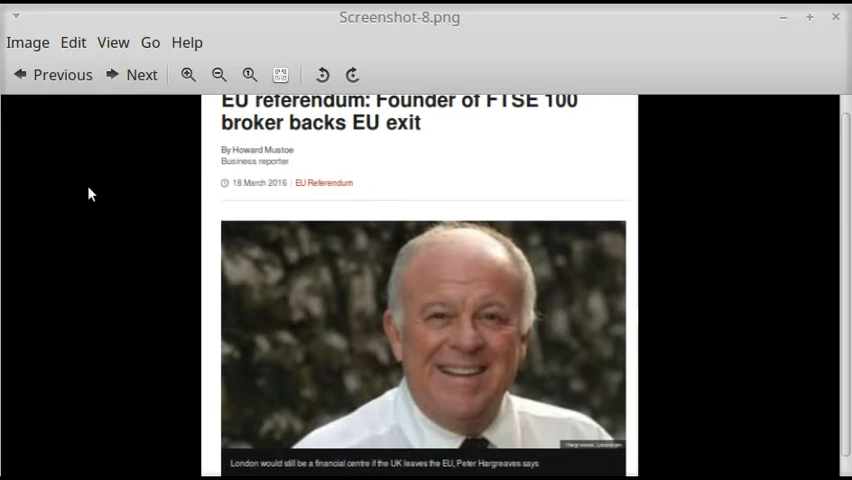 Screenshot-8.png
Image Edit View Go Help
Previous Next
EU referendum: Founder of FTSE 100
broker backs EU exit
By Howard Mustoe
Business reporter
18 March 2016 | EU Referendum
Hargreaves Lansdown
London would still be a financial centre if the UK leaves the EU, Peter Hargreaves says